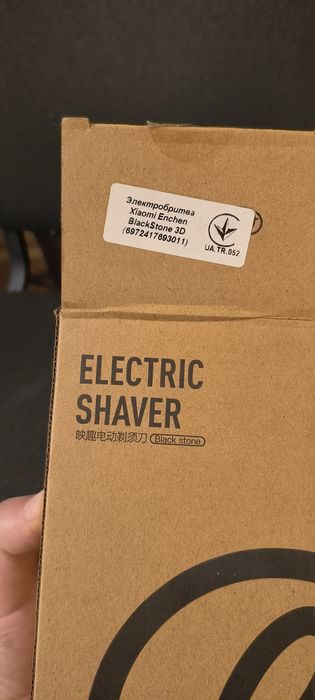 Электробритва
Xiaomi Enchen
BlackStone 3D
(6972417693011)
UA.TR.052
ELECTRIC
SHAVER
映趣电动剃须刀 Black stone